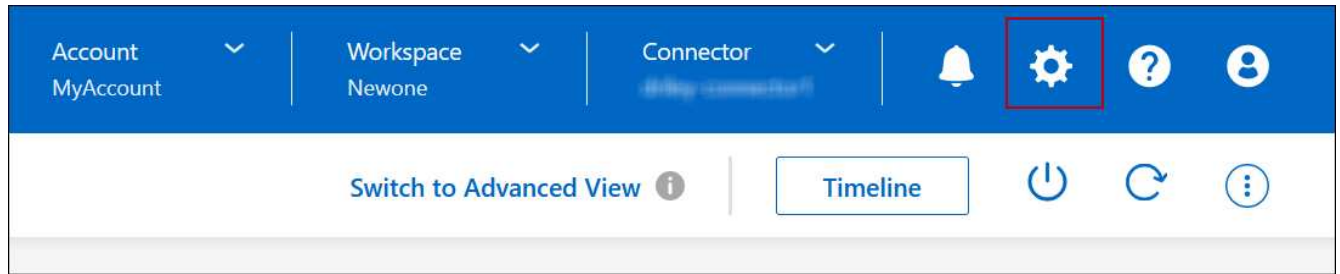 Account
MyAccount
Workspace
Newone
Connector
Switch to Advanced View
Timeline